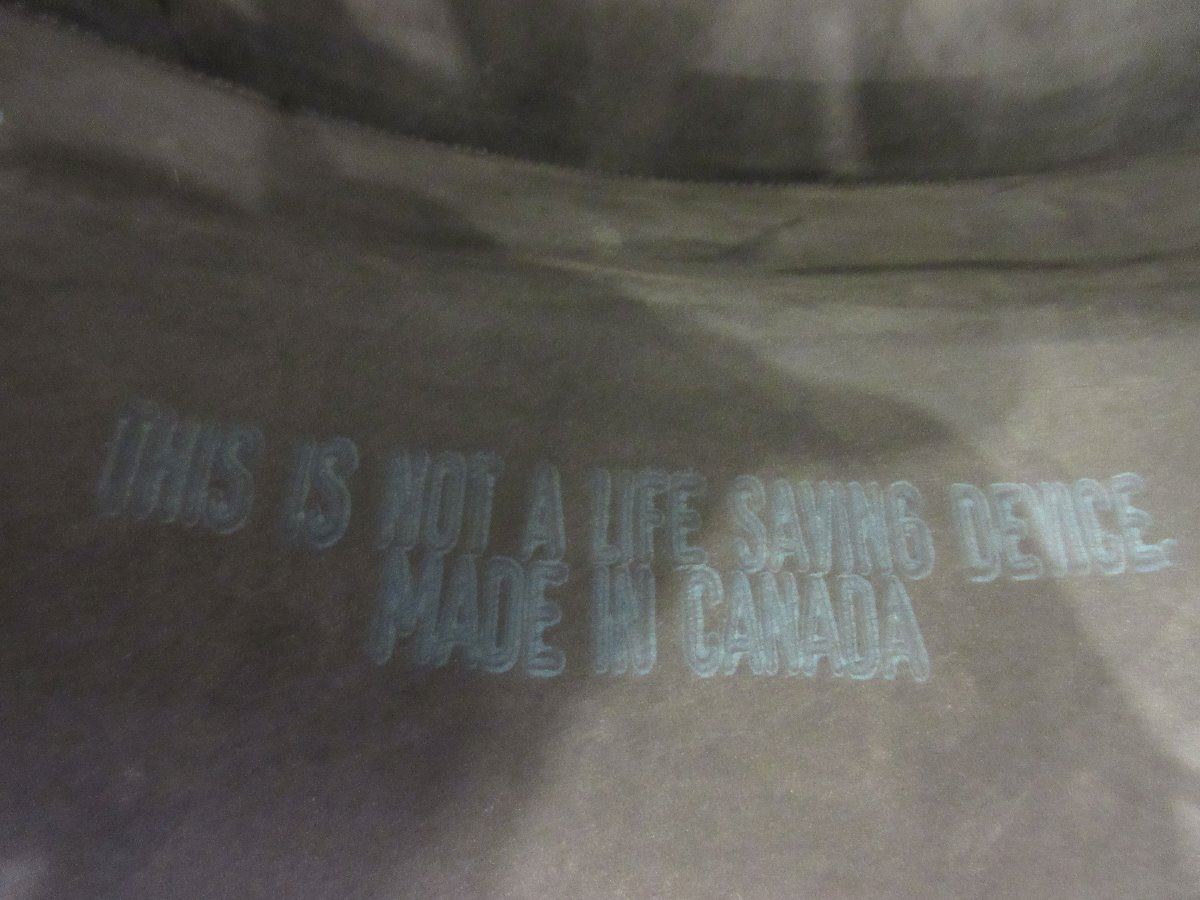 THIS IS NOT A LIFE SAVING DEVICE.
MADE IN CANADA